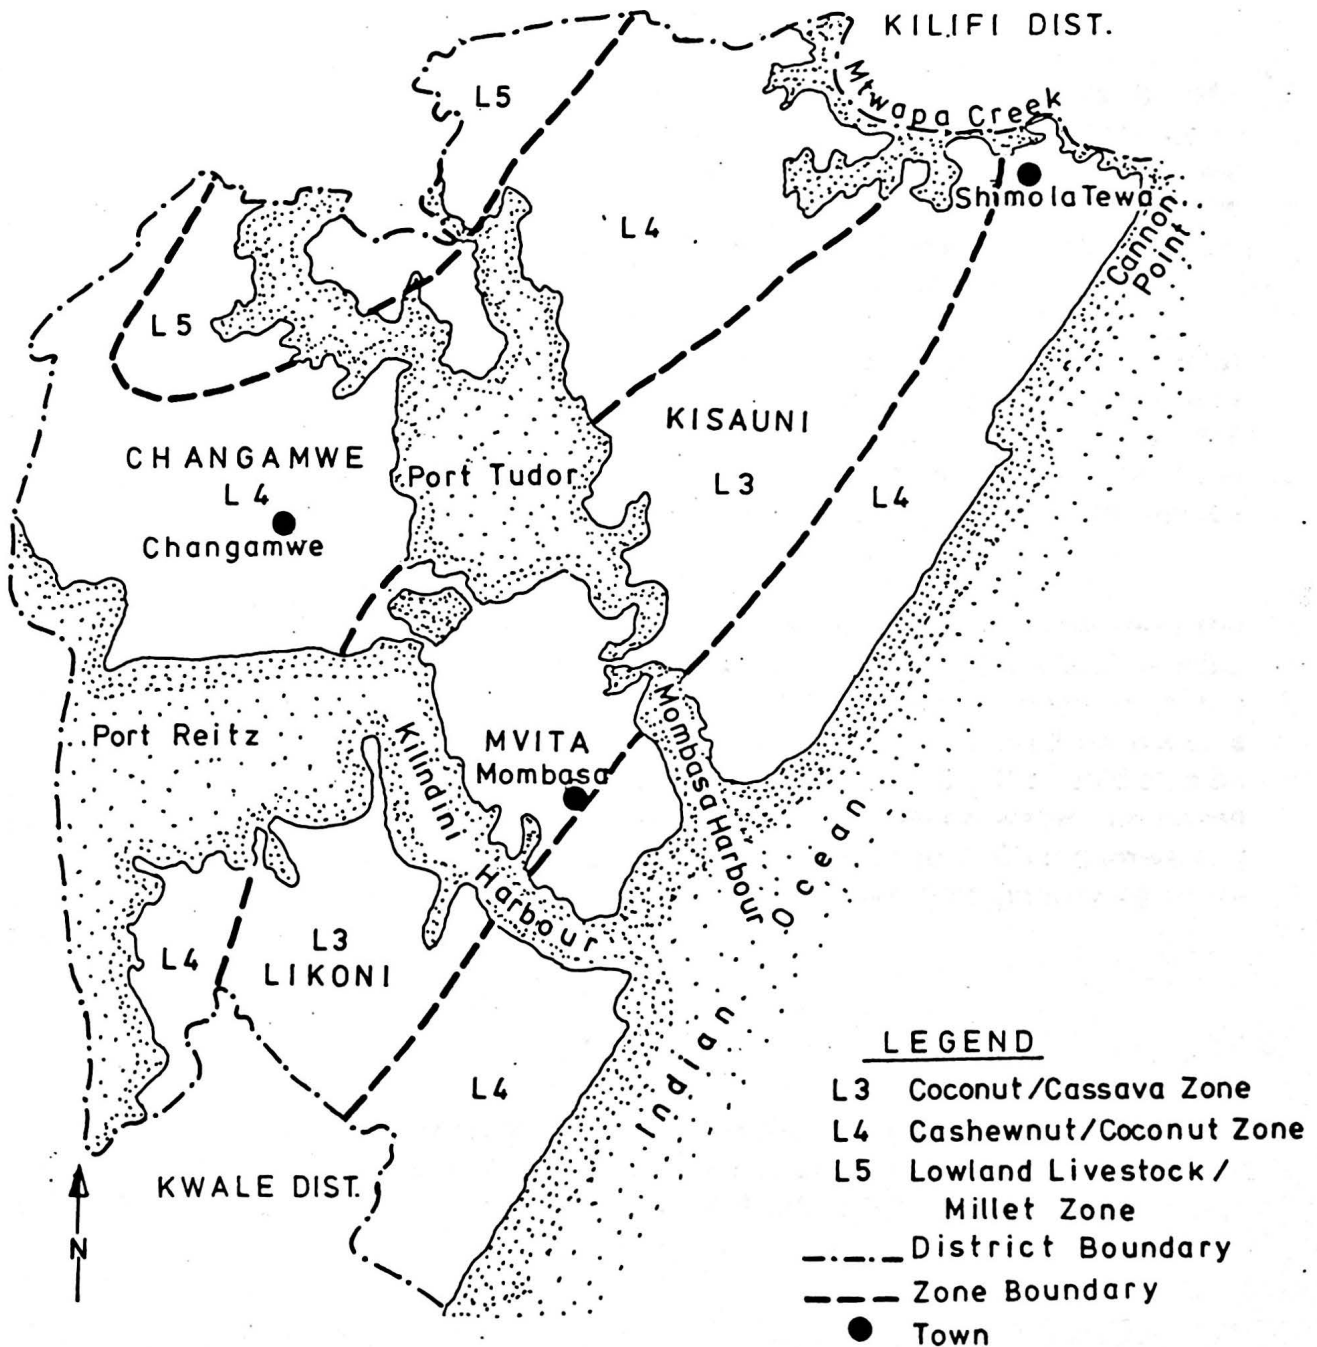 KILIFI DIST.
L5
Mtwapa Creek
Shimo la Tewa
Cannon
Point
L4
L5
KISAUNI
L3
L4
CHANGAMWE
L4
Changamwe
Port Tudor
Port Reitz
Kilindini
Harbour
MVITA
Mombasa
Mombasa Harbour
Indian Ocean
L4
L3
LIKONI
L4
KWALE DIST.
N
LEGEND
L3 Coconut/Cassava Zone
L4 Cashewnut/Coconut Zone
L5 Lowland Livestock/
Millet Zone
District Boundary
Zone Boundary
Town